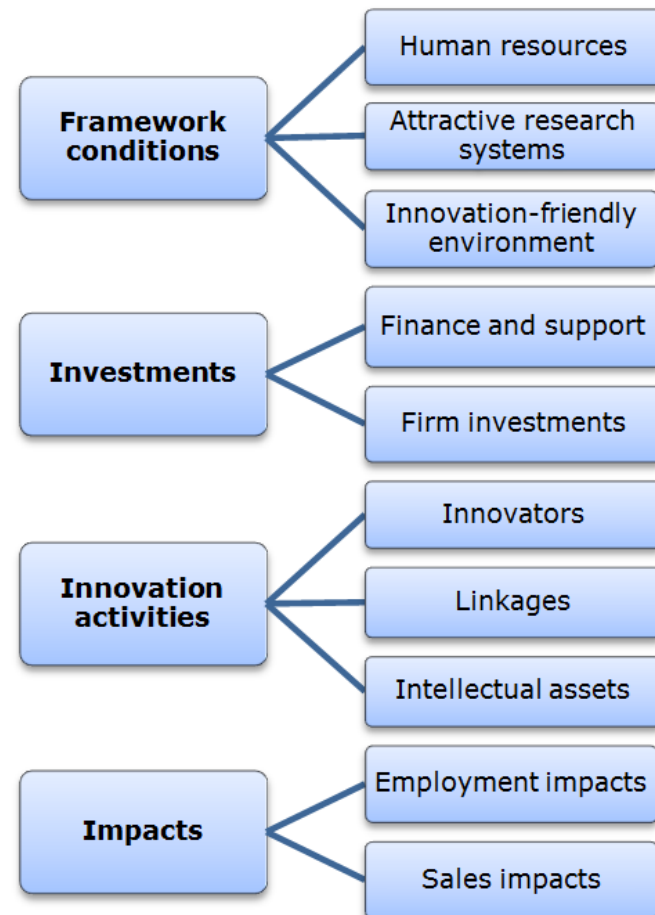 Framework
conditions
Human resources
Attractive research
systems
Innovation-friendly
environment
Investments
Finance and support
Firm investments
Innovation
activities
Innovators
Linkages
Intellectual assets
Impacts
Employment impacts
Sales impacts